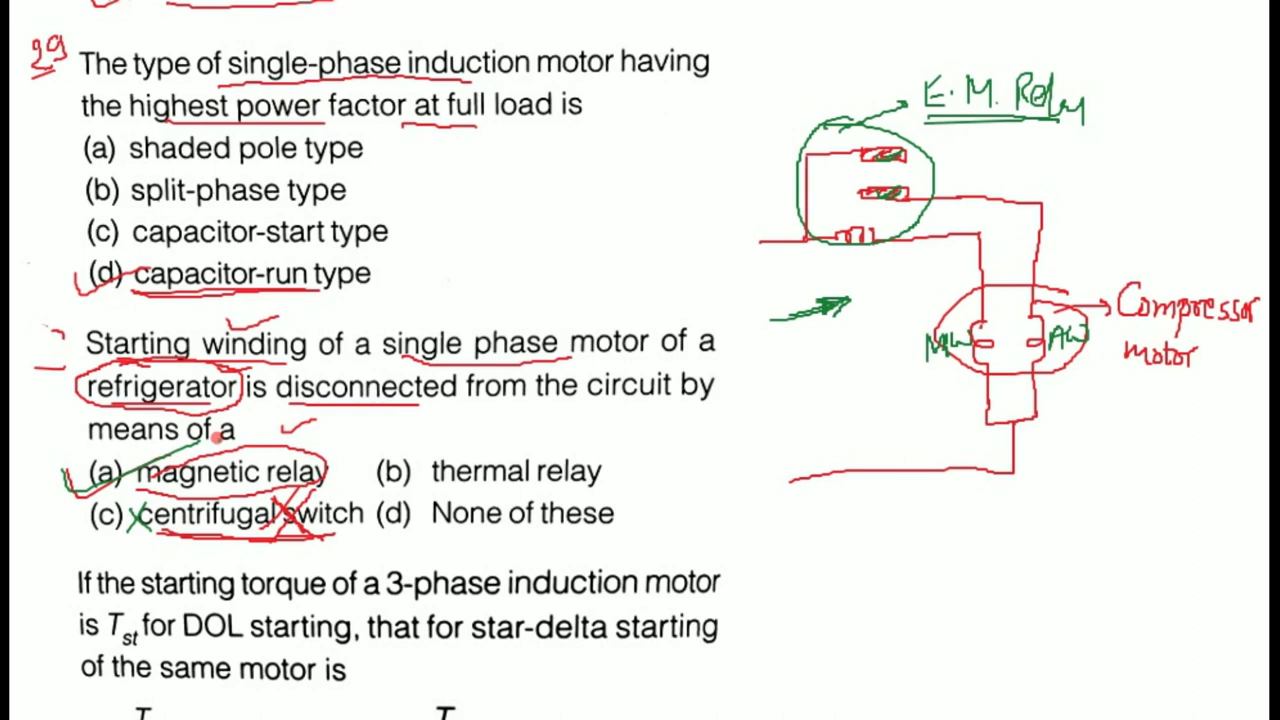 29
The type of single-phase induction motor having
the highest power factor at full load is
(a) shaded pole type
(b) split-phase type
(c) capacitor-start type
(d) capacitor-run type
Starting winding of a single phase motor of a
refrigerator is disconnected from the circuit by
means of a
(a) magnetic relay (b) thermal relay
(c) centrifugal switch (d) None of these
If the starting torque of a 3-phase induction motor
is Tst for DOL starting, that for star-delta starting
of the same motor is
E.M. Relay
MW
AW
Compressor
motor